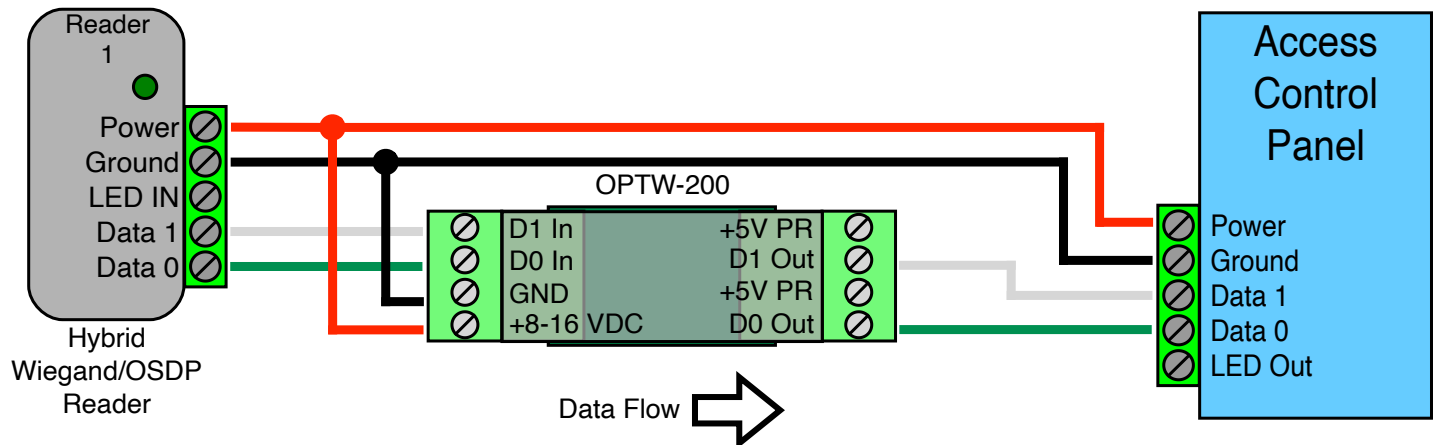 Reader
1
Power
Ground
LED IN
Data 1
Data 0
Hybrid
Wiegand/OSDP
Reader
OPTW-200
D1 In
D0 In
GND
+8-16 VDC
+5V PR
D1 Out
+5V PR
D0 Out
Data Flow
Access
Control
Panel
Power
Ground
Data 1
Data 0
LED Out